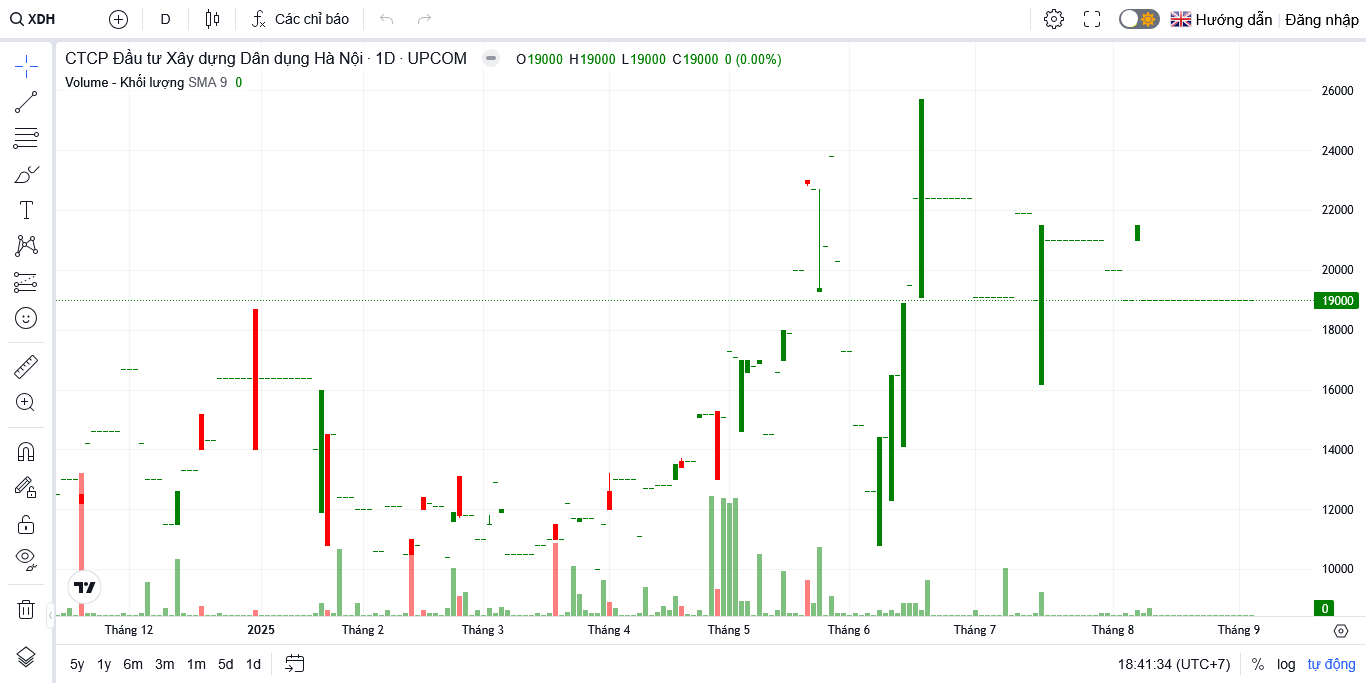 XDH D Các chỉ báo Hướng dẫn Đăng nhập
CTCP Đầu tư Xây dựng Dân dụng Hà Nội · 1D · UPCOM O19000 H19000 L19000 C19000 0 (0.00%)
Volume - Khối lượng SMA 9 0
26000
24000
22000
20000
19000
18000
16000
14000
12000
10000
0
Tháng 12 2025 Tháng 2 Tháng 3 Tháng 4 Tháng 5 Tháng 6 Tháng 7 Tháng 8 Tháng 9
5y 1y 6m 3m 1m 5d 1d 18:41:34 (UTC+7) % log tự động